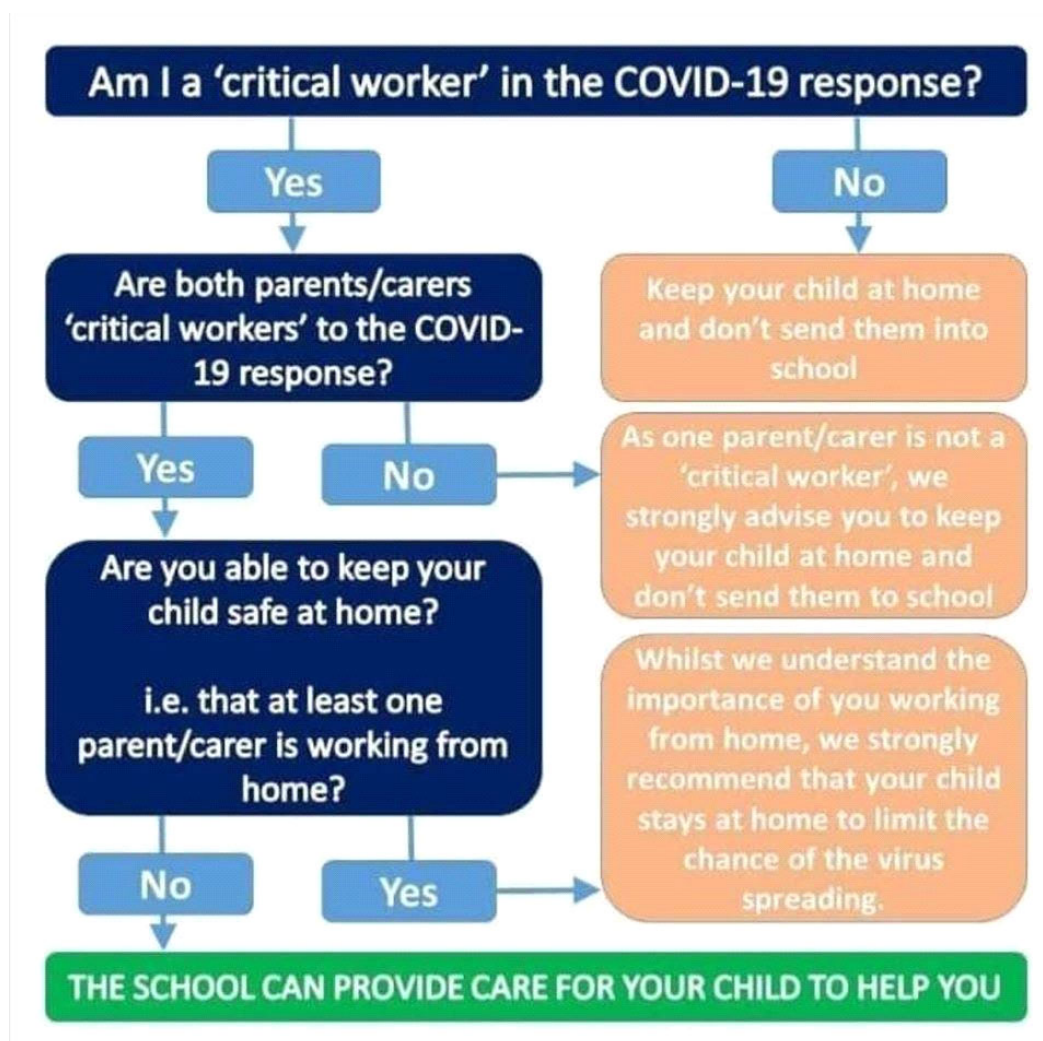 Am I a ‘critical worker’ in the COVID-19 response?
Yes
No
Are both parents/carers
‘critical workers’ to the COVID-
19 response?
Keep your child at home
and don’t send them into
school
Yes
No
As one parent/carer is not a
‘critical worker’, we
strongly advise you to keep
your child at home and
don’t send them to school
Are you able to keep your
child safe at home?
i.e. that at least one
parent/carer is working from
home?
Whilst we understand the
importance of you working
from home, we strongly
recommend that your child
stays at home to limit the
chance of the virus
spreading.
No
Yes
THE SCHOOL CAN PROVIDE CARE FOR YOUR CHILD TO HELP YOU